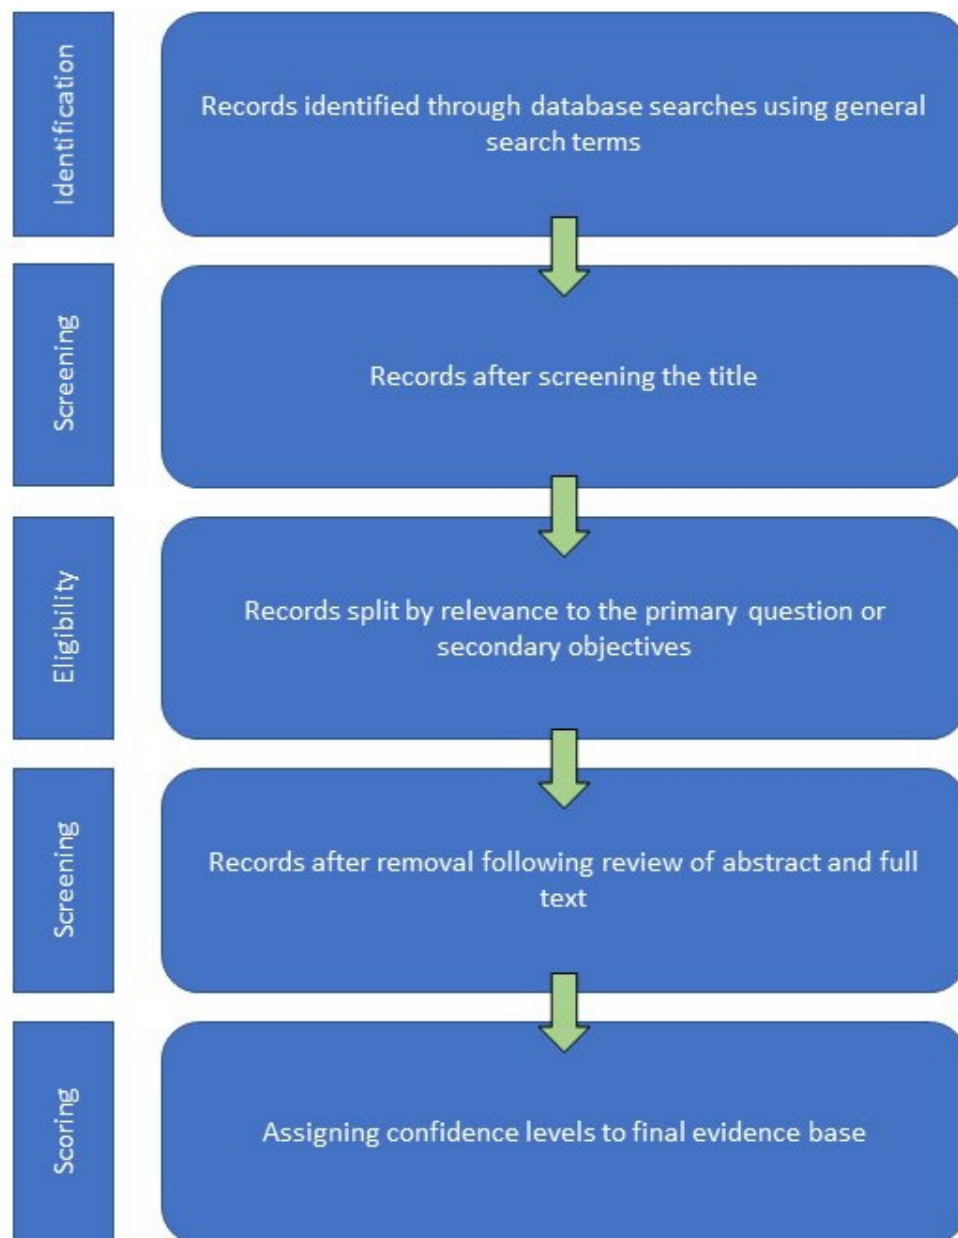 Identification
Records identified through database searches using general
search terms
Screening
Records after screening the title
Eligibility
Records split by relevance to the primary question or
secondary objectives
Screening
Records after removal following review of abstract and full
text
Scoring
Assigning confidence levels to final evidence base